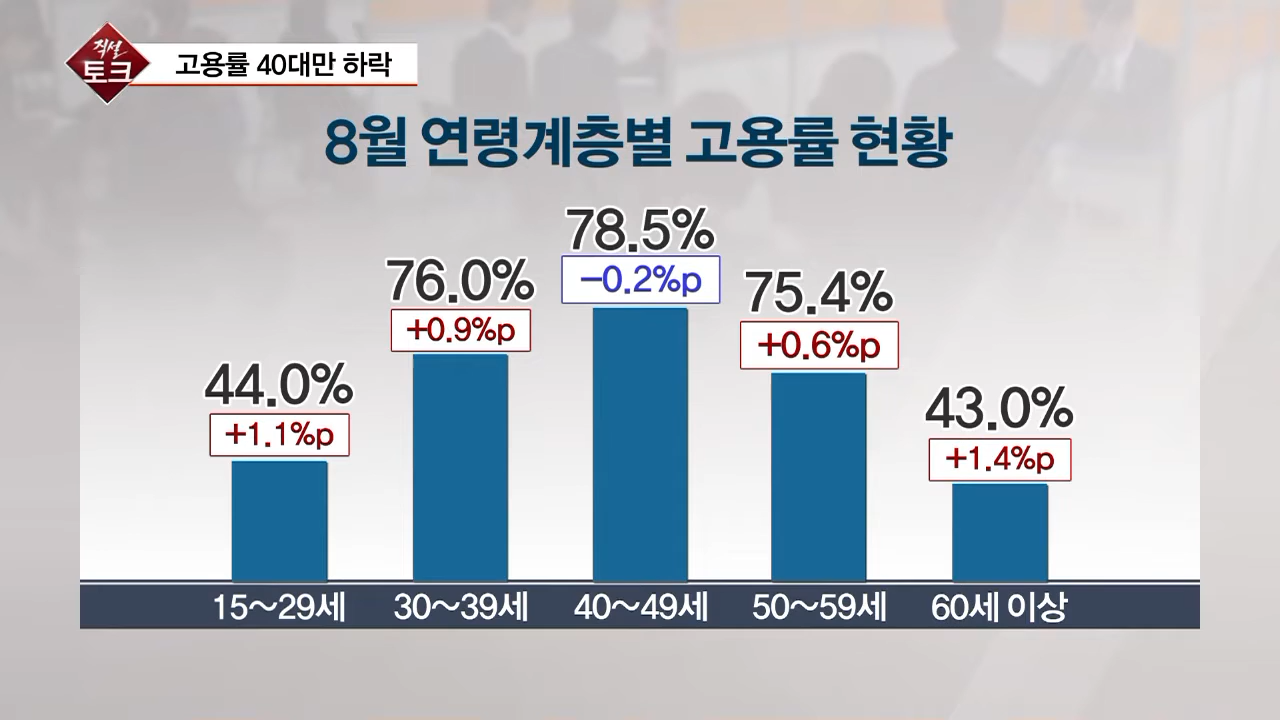 직설
토크
고용률 40대만 하락
8월 연령계층별 고용률 현황
44.0%
+1.1%p
76.0%
+0.9%p
78.5%
-0.2%p
75.4%
+0.6%p
43.0%
+1.4%p
15~29세
30~39세
40~49세
50~59세
60세 이상